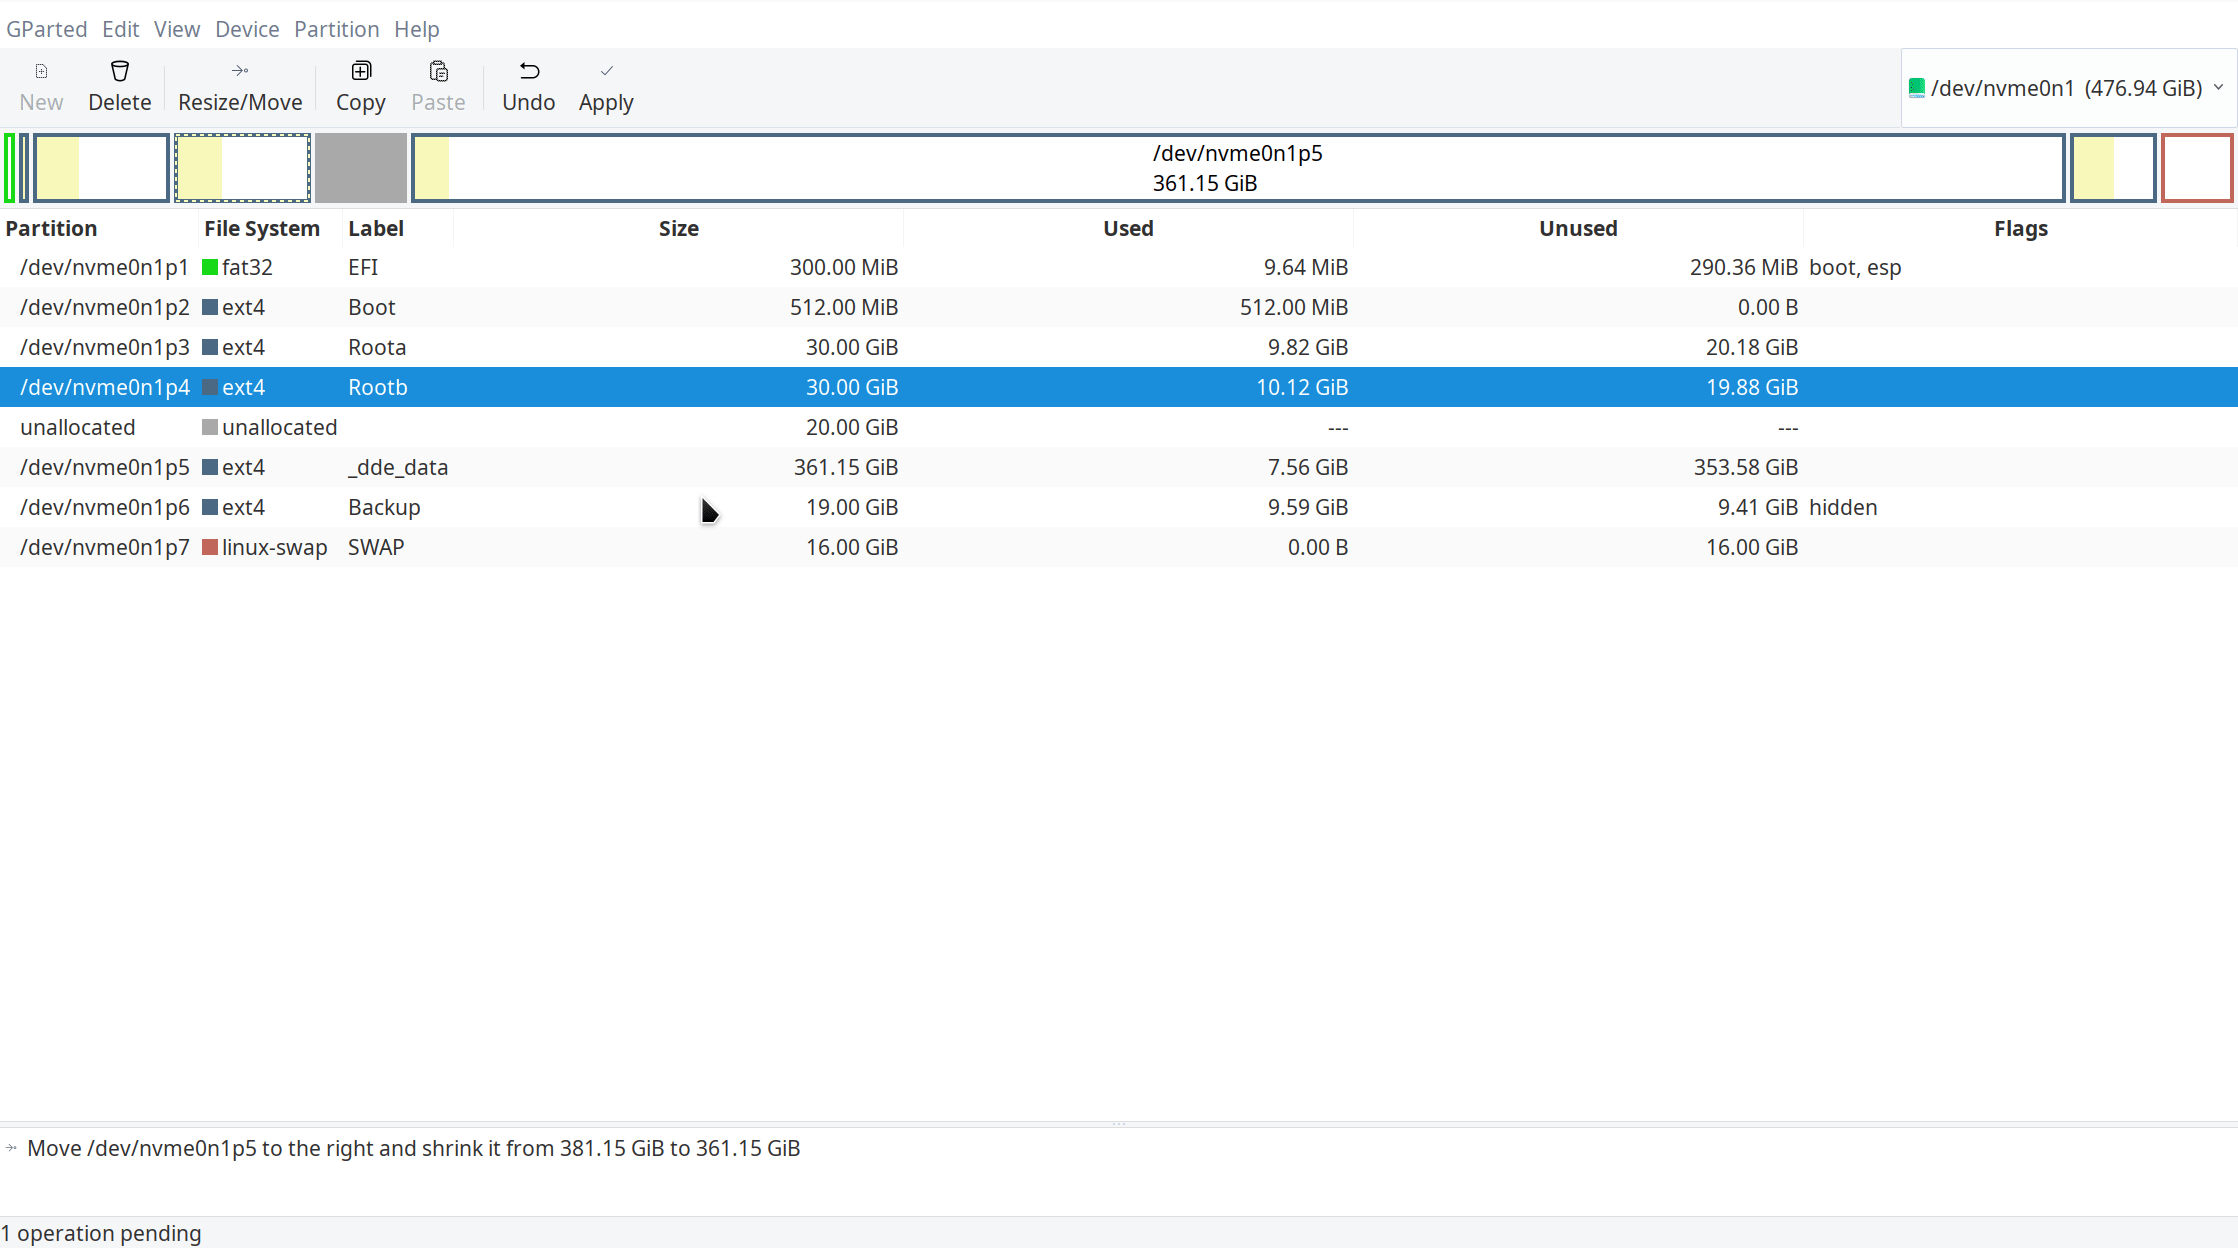 GParted Edit View Device Partition Help
New Delete Resize/Move Copy Paste Undo Apply /dev/nvme0n1 (476.94 GiB)
/dev/nvme0n1p5
361.15 GiB
Partition File System Label Size Used Unused Flags
/dev/nvme0n1p1 fat32 EFI 300.00 MiB 9.64 MiB 290.36 MiB boot, esp
/dev/nvme0n1p2 ext4 Boot 512.00 MiB 512.00 MiB 0.00 B
/dev/nvme0n1p3 ext4 Roota 30.00 GiB 9.82 GiB 20.18 GiB
/dev/nvme0n1p4 ext4 Rootb 30.00 GiB 10.12 GiB 19.88 GiB
unallocated unallocated 20.00 GiB --- ---
/dev/nvme0n1p5 ext4 _dde_data 361.15 GiB 7.56 GiB 353.58 GiB
/dev/nvme0n1p6 ext4 Backup 19.00 GiB 9.59 GiB 9.41 GiB hidden
/dev/nvme0n1p7 linux-swap SWAP 16.00 GiB 0.00 B 16.00 GiB
Move /dev/nvme0n1p5 to the right and shrink it from 381.15 GiB to 361.15 GiB
1 operation pending